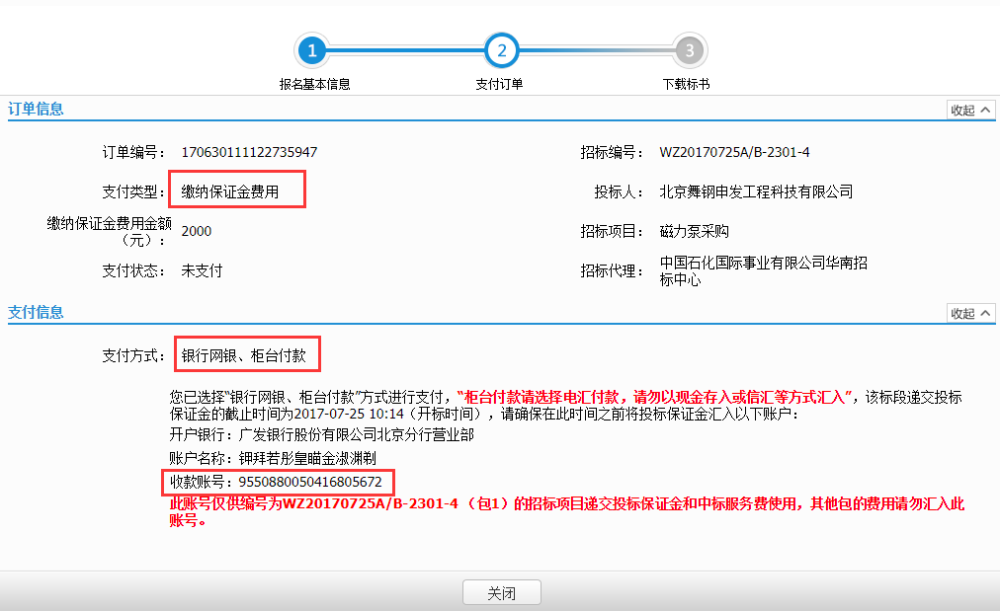 1 2 3
报名基本信息 支付订单 下载标书
订单信息 收起
订单编号： 170630111122735947 招标编号： WZ20170725A/B-2301-4
支付类型： 缴纳保证金费用 投标人： 北京舞钢申发工程科技有限公司
缴纳保证金费用金额
（元）： 2000 招标项目： 磁力泵采购
支付状态： 未支付 招标代理： 中国石化国际事业有限公司华南招
标中心
支付信息 收起
支付方式： 银行网银、柜台付款
您已选择“银行网银、柜台付款”方式进行支付，“柜台付款请选择电汇付款，请勿以现金存入或信汇等方式汇入”，该标段递交投标
保证金的截止时间为2017-07-25 10:14（开标时间），请确保在此时间之前将投标保证金汇入以下账户：
开户银行：广发银行股份有限公司北京分行营业部
账户名称：钾拜若彤皇瞄金淑渊剐
收款账号：9550880050416805672
此账号仅供编号为WZ20170725A/B-2301-4 （包1）的招标项目递交投标保证金和中标服务费使用，其他包的费用请勿汇入此
账号。
关闭